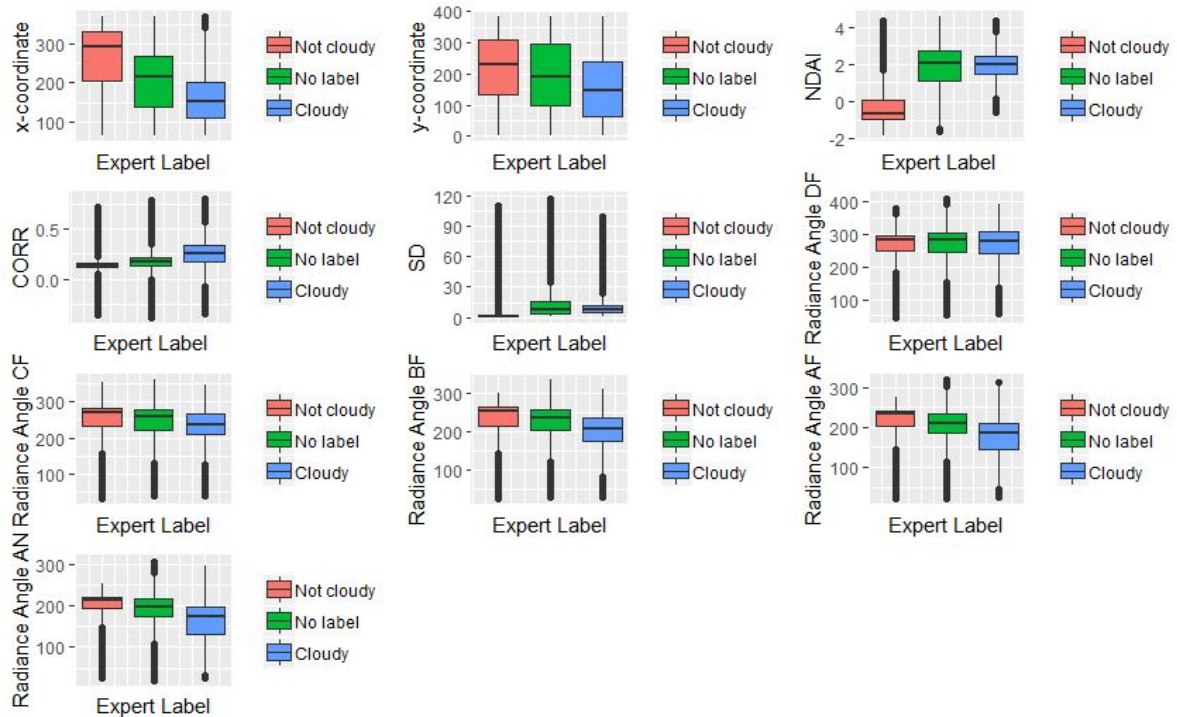 x-coordinate
300
200
100
Expert Label
Not cloudy
No label
Cloudy
y-coordinate
400
300
200
100
0
Expert Label
Not cloudy
No label
Cloudy
NDAI
4
2
0
-2
Expert Label
Not cloudy
No label
Cloudy
CORR
0.5
0.0
Expert Label
Not cloudy
No label
Cloudy
SD
120
90
60
30
0
Expert Label
Not cloudy
No label
Cloudy
Radiance Angle DF
400
300
200
100
Expert Label
Not cloudy
No label
Cloudy
Radiance Angle CF
300
200
100
Expert Label
Not cloudy
No label
Cloudy
Radiance Angle BF
300
200
100
Expert Label
Not cloudy
No label
Cloudy
Radiance Angle AF
300
200
100
Expert Label
Not cloudy
No label
Cloudy
Radiance Angle AN
300
200
100
Expert Label
Not cloudy
No label
Cloudy